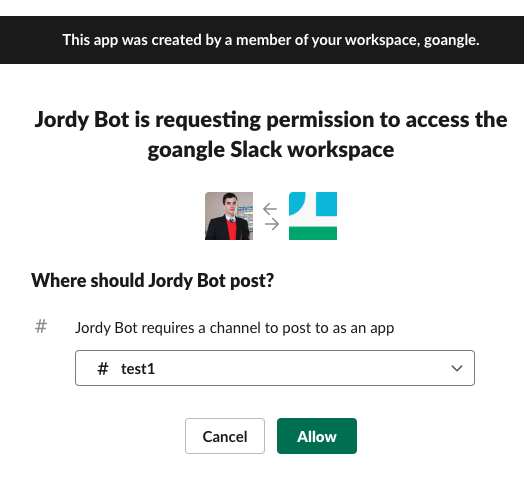 This app was created by a member of your workspace, goangle.
Jordy Bot is requesting permission to access the
goangle Slack workspace
Where should Jordy Bot post?
# Jordy Bot requires a channel to post to as an app
# test1
Cancel Allow